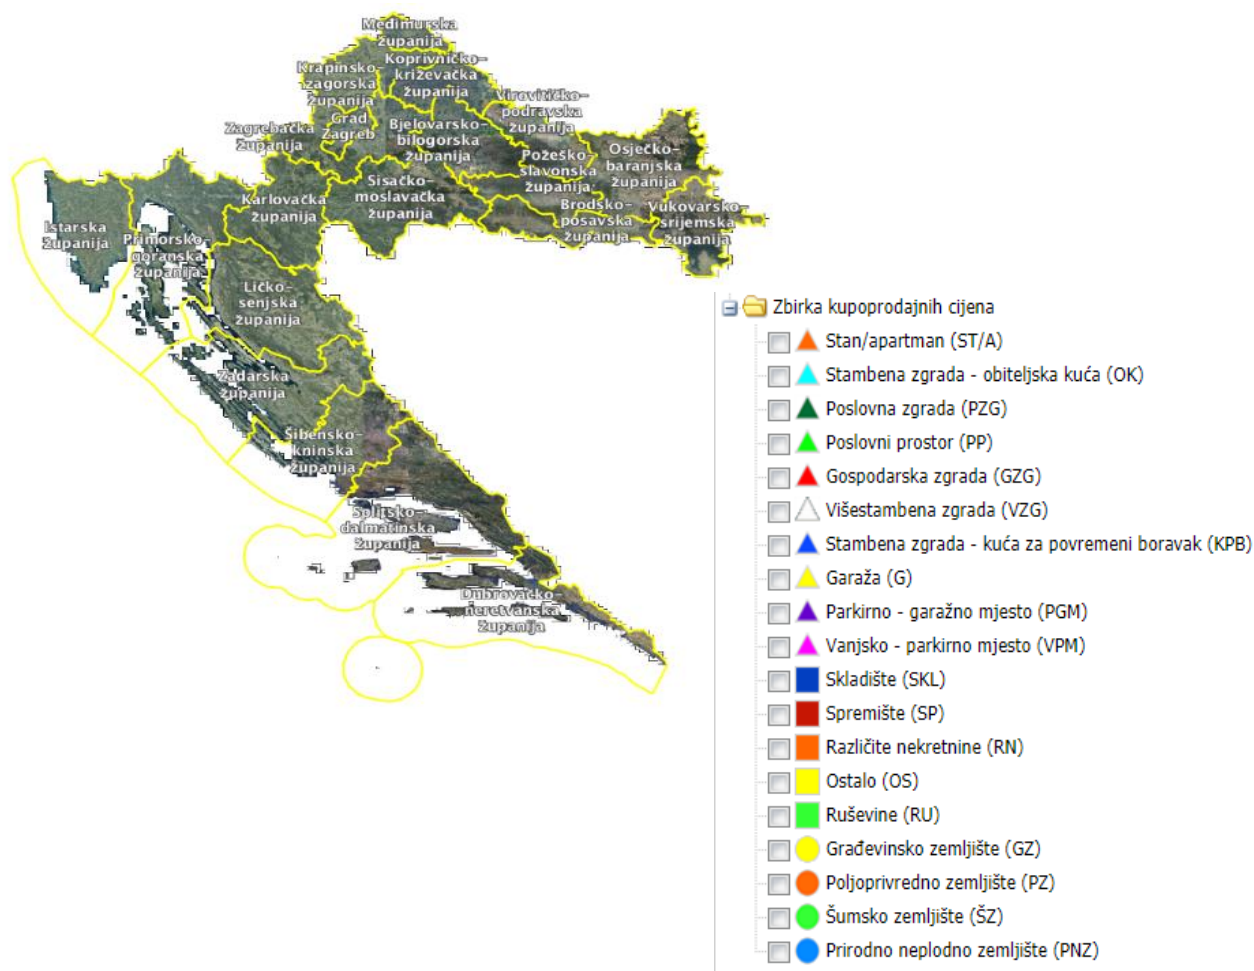 Međimurska
županija
Koprivničko-
križevačka
županija
Krapinsko-
zagorska
županija
Virovitičko-
podravska
županija
Grad
Zagreb
Zagrebačka
županija
Bjelovarsko-
bilogorska
županija
Požeško-
slavonska
županija
Osječko-
baranjska
županija
Sisačko-
moslavačka
županija
Karlovačka
županija
Brodsko-
posavska
županija
Vukovarsko-
srijemska
županija
Istarska
županija
Primorsko-
goranska
županija
Ličko-
senjska
županija
Zadarska
županija
Šibensko-
kninska
županija
Splitsko-
dalmatinska
županija
Dubrovačko-
neretvanska
županija
Zbirka kupoprodajnih cijena
Stan/apartman (ST/A)
Stambena zgrada - obiteljska kuća (OK)
Poslovna zgrada (PZG)
Poslovni prostor (PP)
Gospodarska zgrada (GZG)
Višestambena zgrada (VZG)
Stambena zgrada - kuća za povremeni boravak (KPB)
Garaža (G)
Parkirno - garažno mjesto (PGM)
Vanjsko - parkirno mjesto (VPM)
Skladište (SKL)
Spremište (SP)
Različite nekretnine (RN)
Ostalo (OS)
Ruševine (RU)
Građevinsko zemljište (GZ)
Poljoprivredno zemljište (PZ)
Šumsko zemljište (ŠZ)
Prirodno neplodno zemljište (PNZ)